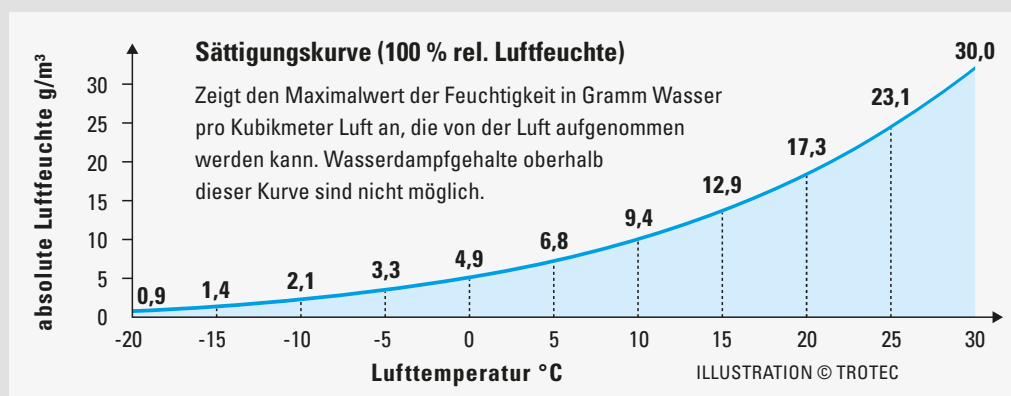 Sättigungskurve (100 % rel. Luftfeuchte)
Zeigt den Maximalwert der Feuchtigkeit in Gramm Wasser
pro Kubikmeter Luft an, die von der Luft aufgenommen
werden kann. Wasserdampfgehalte oberhalb
dieser Kurve sind nicht möglich.
absolute Luftfeuchte g/m³
30
25
20
15
10
5
0
0,9
1,4
2,1
3,3
4,9
6,8
9,4
12,9
17,3
23,1
30,0
-20 -15 -10 -5 0 5 10 15 20 25 30
Lufttemperatur °C
ILLUSTRATION © TROTEC